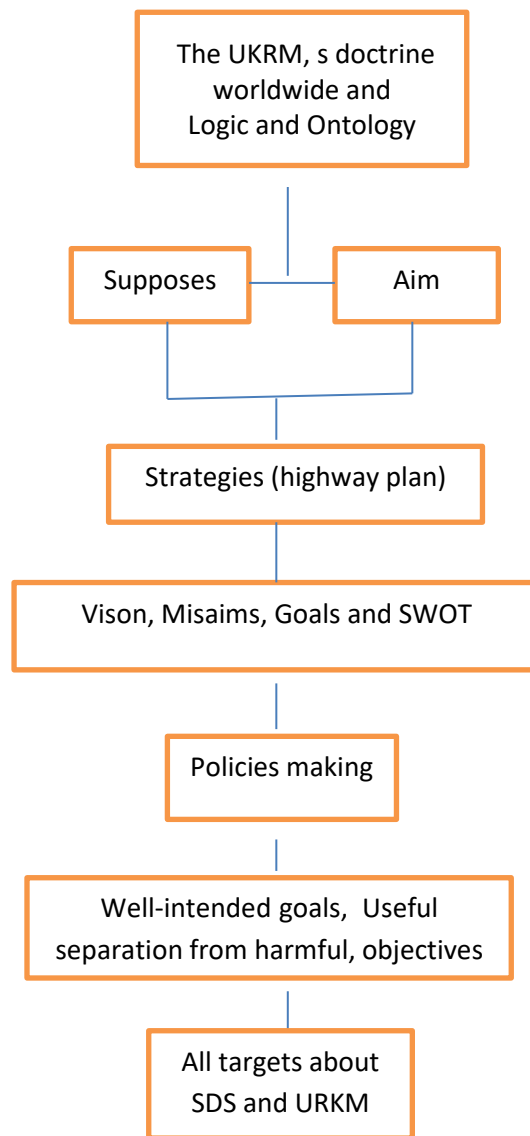 The UKRM, s doctrine
worldwide and
Logic and Ontology
Supposes
Aim
Strategies (highway plan)
Vison, Misaims, Goals and SWOT
Policies making
Well-intended goals, Useful
separation from harmful, objectives
All targets about
SDS and URKM